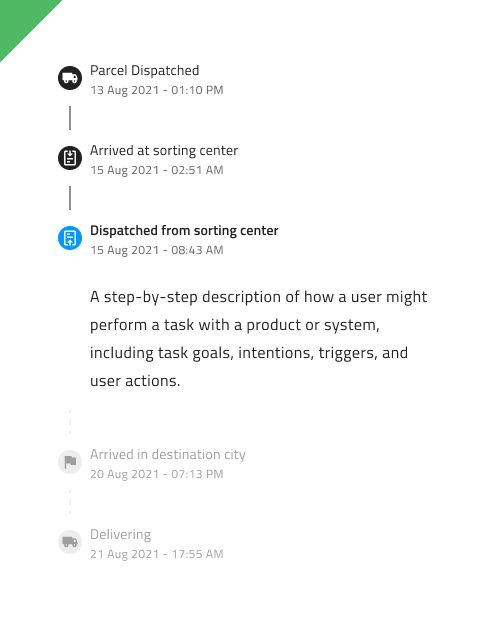 Parcel Dispatched
13 Aug 2021 - 01:10 PM
Arrived at sorting center
15 Aug 2021 - 02:51 AM
Dispatched from sorting center
15 Aug 2021 - 08:43 AM
A step-by-step description of how a user might
perform a task with a product or system,
including task goals, intentions, triggers, and
user actions.
Arrived in destination city
20 Aug 2021 - 07:13 PM
Delivering
21 Aug 2021 - 17:55 AM